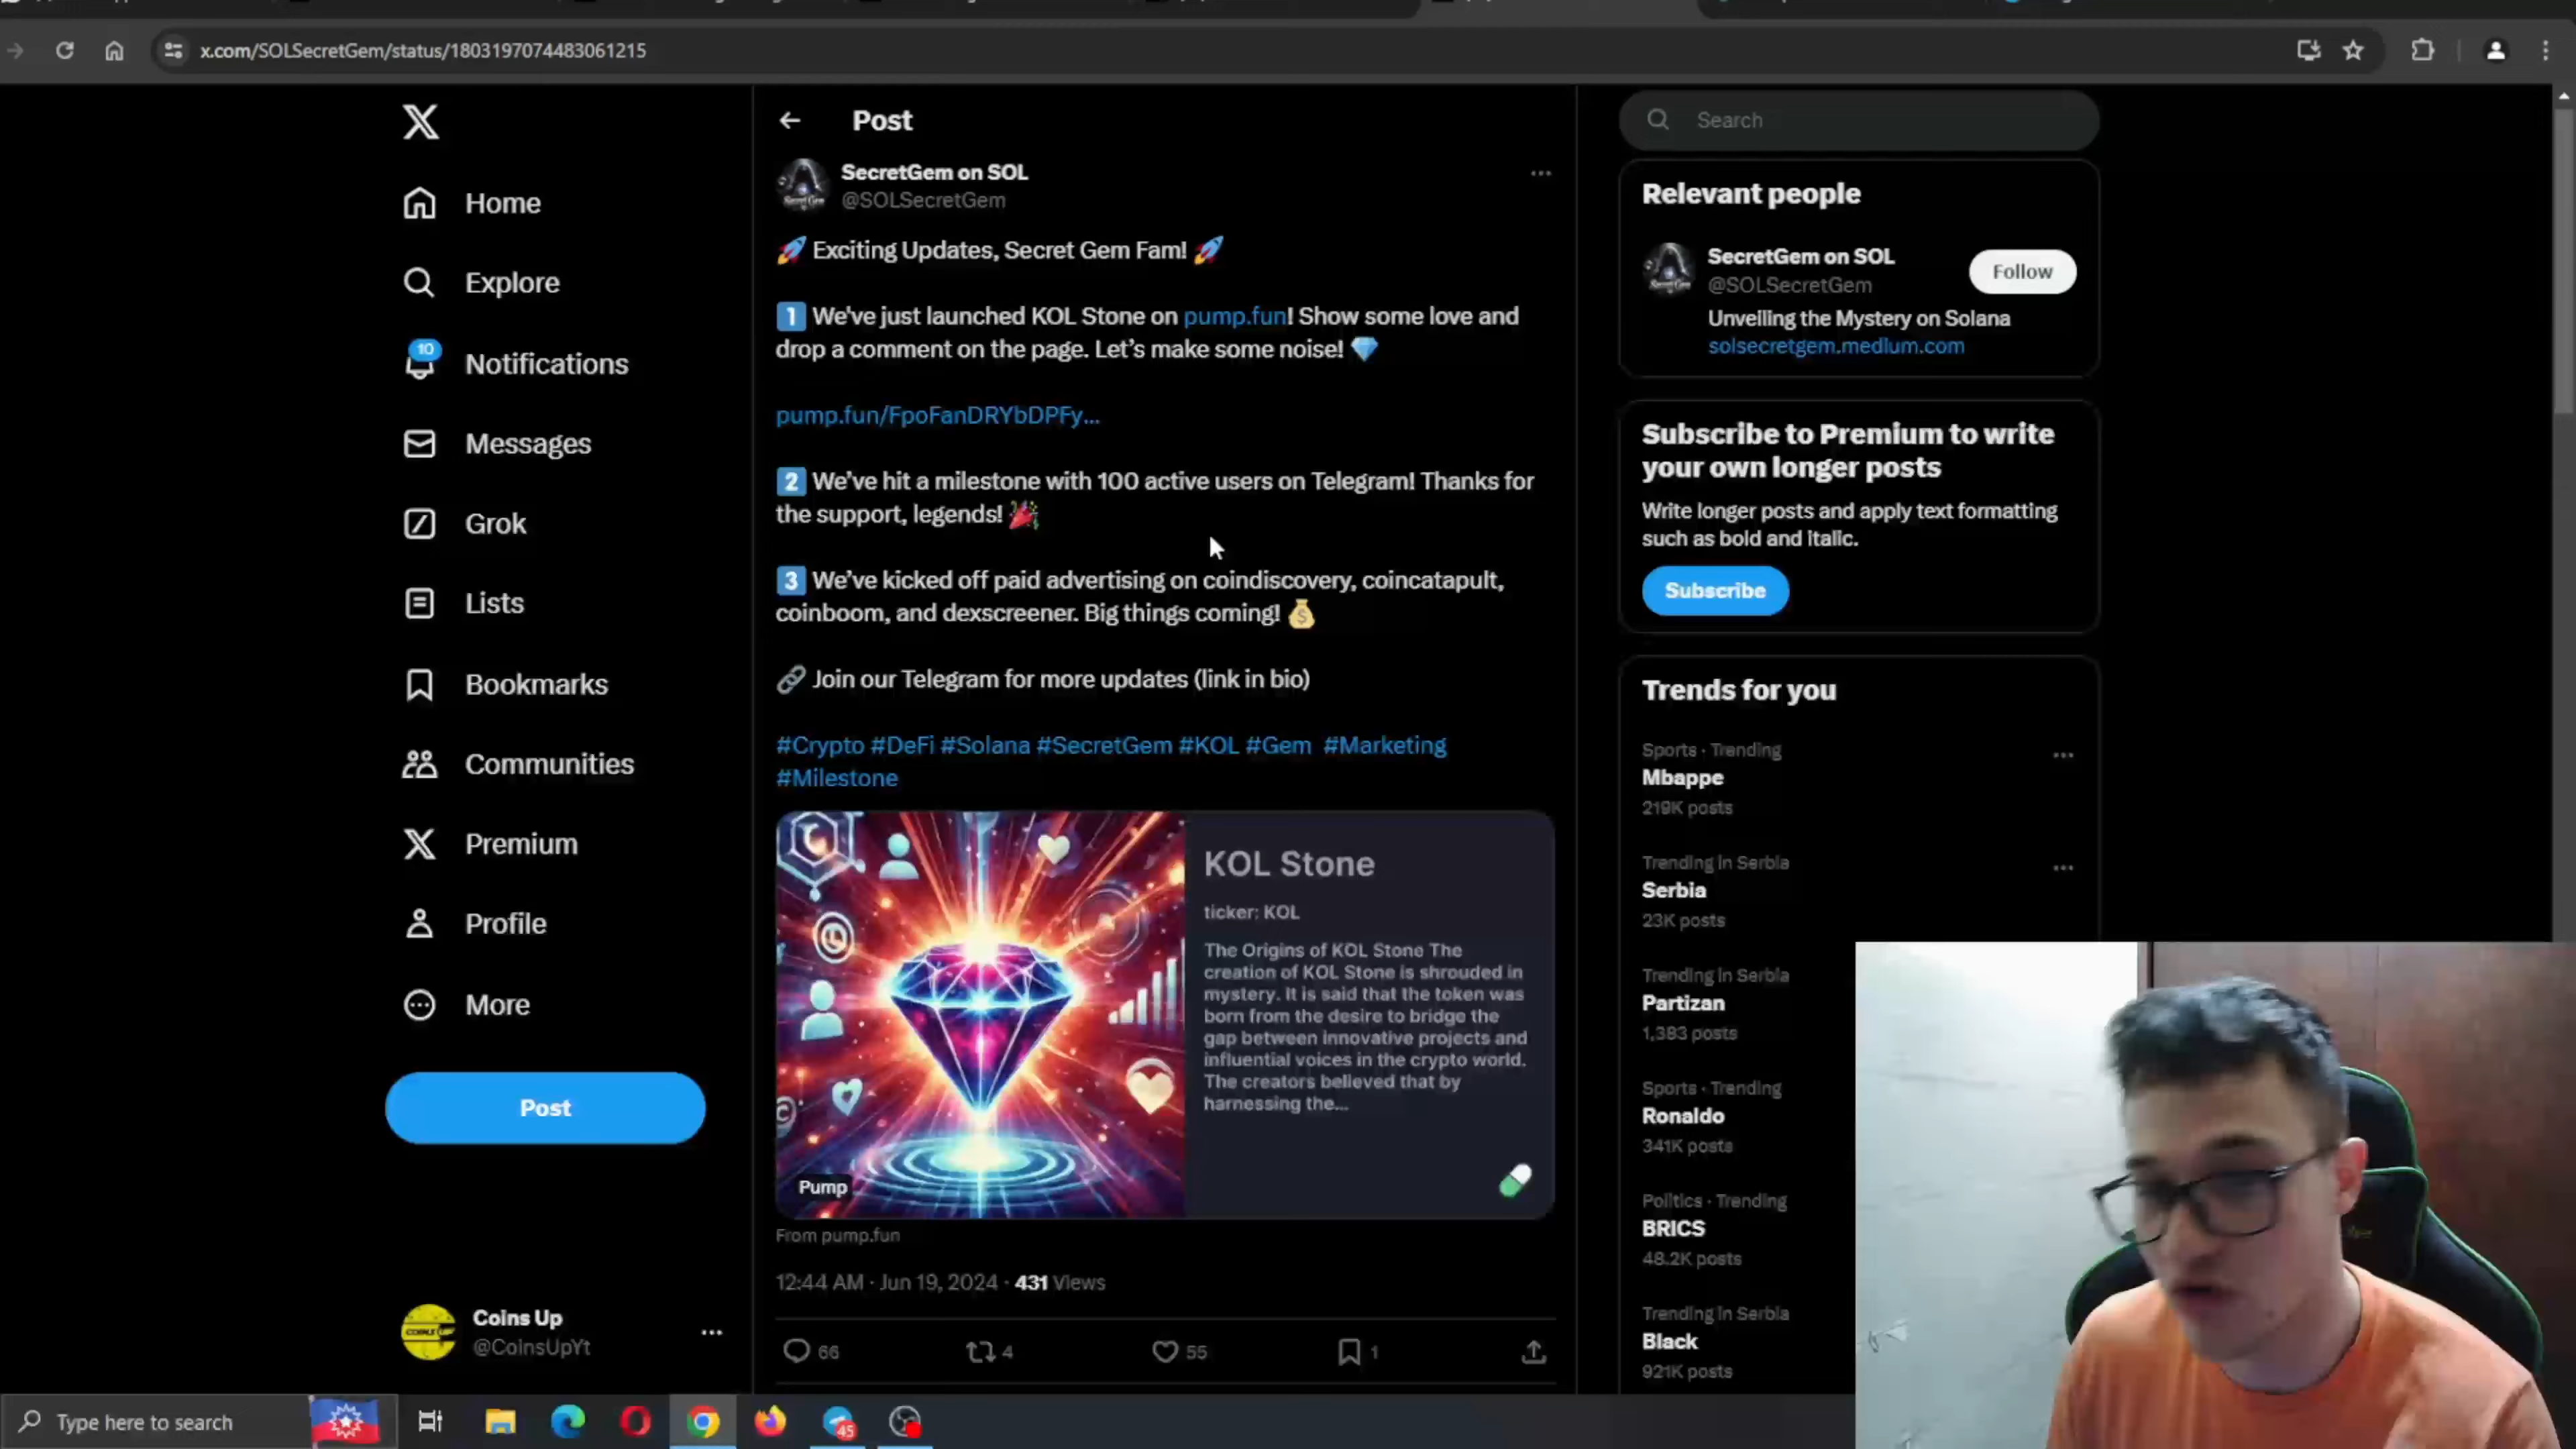 x.com/SOLSecretGem/status/1803197074483061215
Home
Explore
10
Notifications
Messages
Grok
Lists
Bookmarks
Communities
Premium
Profile
More
Post
Coins Up
@CoinsUpYt
Post
SecretGem on SOL
@SOLSecretGem
🚀 Exciting Updates, Secret Gem Fam! 🚀
1️⃣ We've just launched KOL Stone on pump.fun! Show some love and
drop a comment on the page. Let's make some noise! 💎
pump.fun/FpoFanDRYbDPFy...
2️⃣ We've hit a milestone with 100 active users on Telegram! Thanks for
the support, legends! 🎉
3️⃣ We've kicked off paid advertising on coindiscovery, coincatapult,
coinboom, and dexscreener. Big things coming! 💰
🔗 Join our Telegram for more updates (link in bio)
#Crypto #DeFi #Solana #SecretGem #KOL #Gem #Marketing
#Milestone
KOL Stone
ticker: KOL
The Origins of KOL Stone The
creation of KOL Stone is shrouded in
mystery. It is said that the token was
born from the desire to bridge the
gap between innovative projects and
influential voices in the crypto world.
The creators believed that by
harnessing the...
Pump
From pump.fun
12:44 AM · Jun 19, 2024 · 431 Views
66
4
55
1
Search
Relevant people
SecretGem on SOL
@SOLSecretGem
Follow
Unveiling the Mystery on Solana
solsecretgem.medium.com
Subscribe to Premium to write
your own longer posts
Write longer posts and apply text formatting
such as bold and italic.
Subscribe
Trends for you
Sports · Trending
Mbappe
219K posts
Trending in Serbia
Serbia
23K posts
Trending in Serbia
Partizan
1,383 posts
Sports · Trending
Ronaldo
341K posts
Politics · Trending
BRICS
48.2K posts
Trending in Serbia
Black
921K posts
Type here to search
45